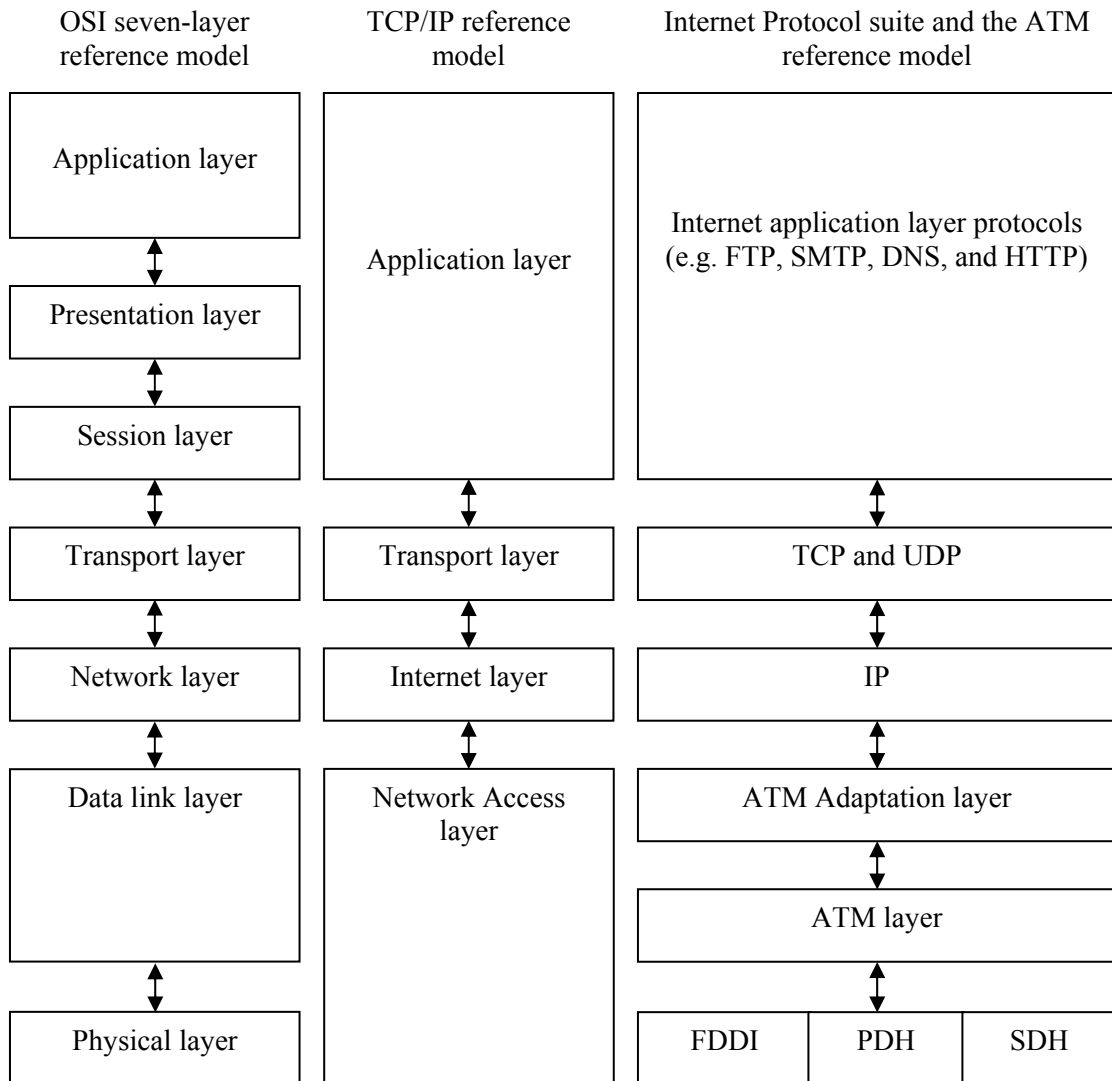 OSI seven-layer
reference model
TCP/IP reference
model
Internet Protocol suite and the ATM
reference model
Application layer
Presentation layer
Session layer
Transport layer
Network layer
Data link layer
Physical layer
Application layer
Transport layer
Internet layer
Network Access
layer
Internet application layer protocols
(e.g. FTP, SMTP, DNS, and HTTP)
TCP and UDP
IP
ATM Adaptation layer
ATM layer
FDDI
PDH
SDH